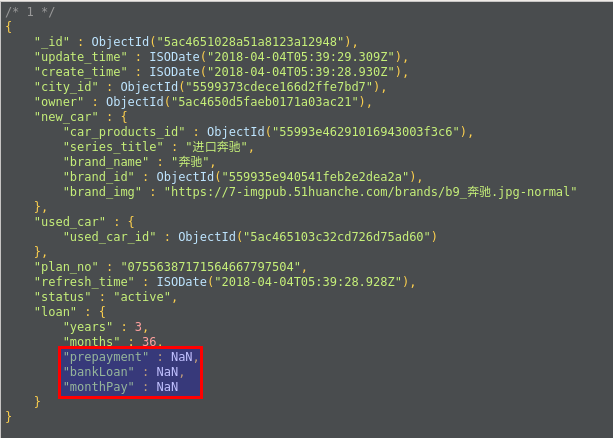 /* 1 */
{
"_id" : ObjectId("5ac4651028a51a8123a12948"),
"update_time" : ISODate("2018-04-04T05:39:29.309Z"),
"create_time" : ISODate("2018-04-04T05:39:28.930Z"),
"city_id" : ObjectId("5599373cdece166d2ffe7bd7"),
"owner" : ObjectId("5ac4650d5faeb0171a03ac21"),
"new_car" : {
"car_products_id" : ObjectId("55993e46291016943003f3c6"),
"series_title" : "进口奔驰",
"brand_name" : "奔驰",
"brand_id" : ObjectId("559935e940541feb2e2dea2a"),
"brand_img" : "https://7-imgpub.51huanche.com/brands/b9_奔驰.jpg-normal"
},
"used_car" : {
"used_car_id" : ObjectId("5ac465103c32cd726d75ad60")
},
"plan_no" : "07556387171564667797504",
"refresh_time" : ISODate("2018-04-04T05:39:28.928Z"),
"status" : "active",
"loan" : {
"years" : 3,
"months" : 36,
"prepayment" : NaN,
"bankLoan" : NaN,
"monthPay" : NaN
}
}